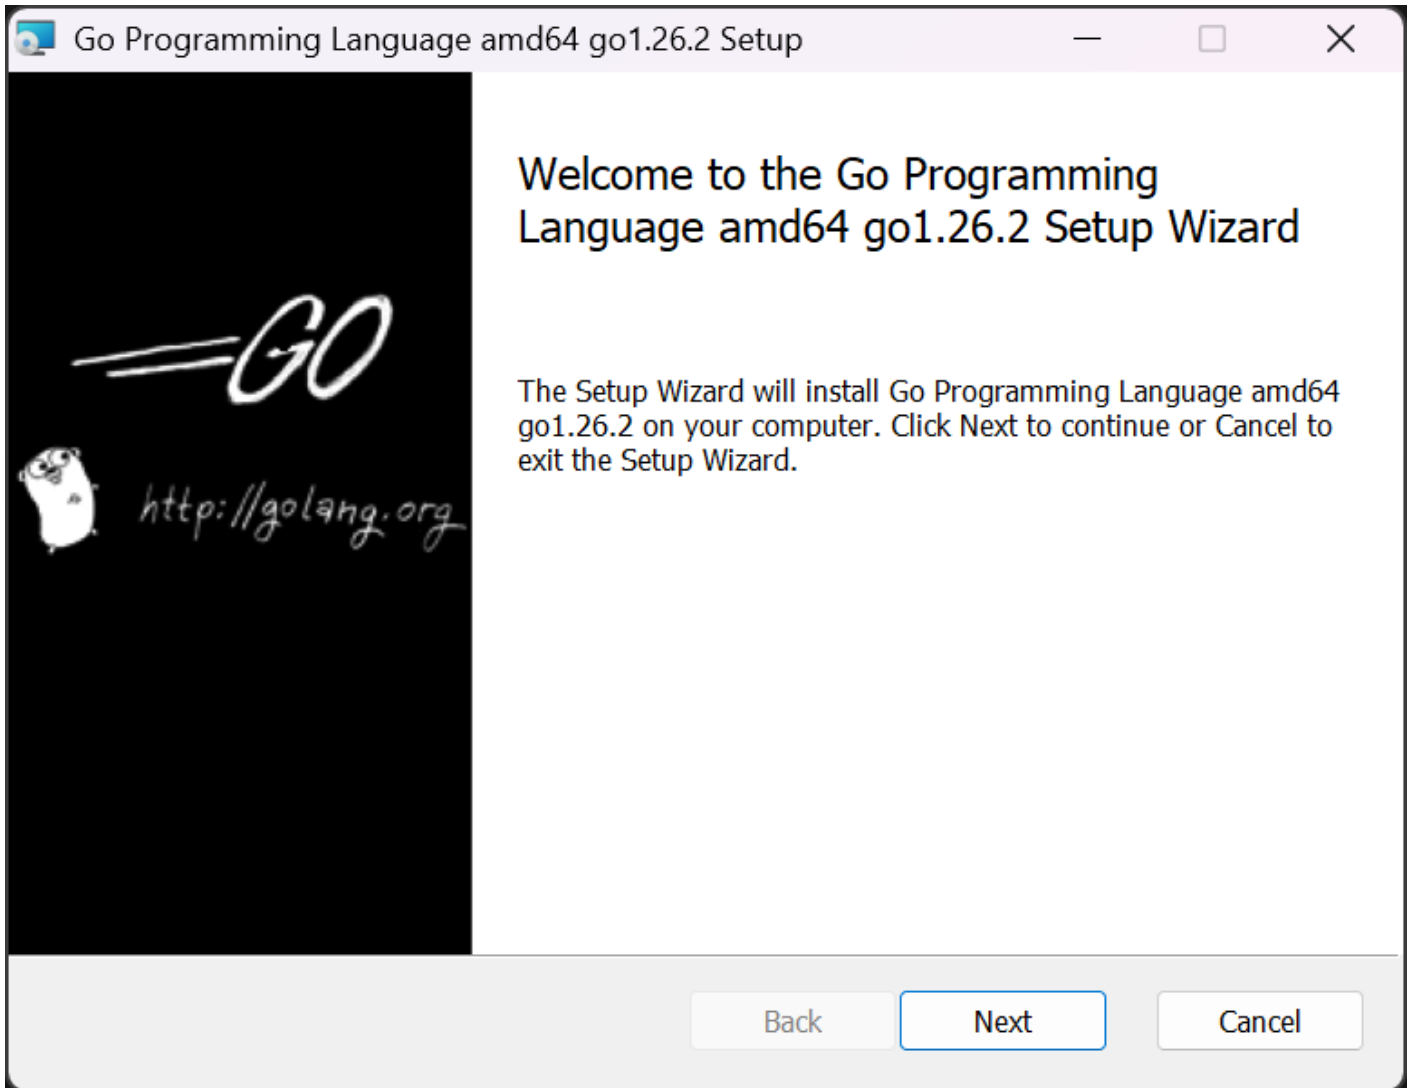 Go Programming Language amd64 go1.26.2 Setup
Welcome to the Go Programming
Language amd64 go1.26.2 Setup Wizard
GO
http://golang.org
The Setup Wizard will install Go Programming Language amd64
go1.26.2 on your computer. Click Next to continue or Cancel to
exit the Setup Wizard.
Back
Next
Cancel